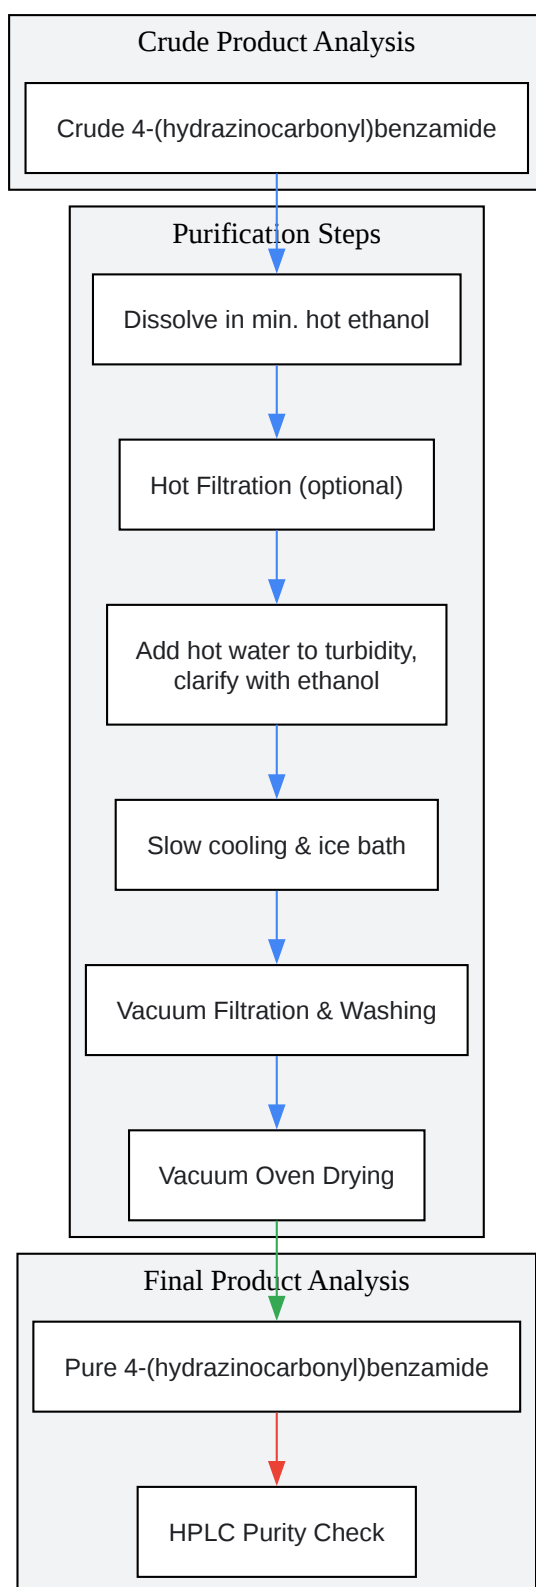 Crude Product Analysis
Crude 4-(hydrazinocarbonyl)benzamide
Purification Steps
Dissolve in min. hot ethanol
Hot Filtration (optional)
Add hot water to turbidity,
clarify with ethanol
Slow cooling & ice bath
Vacuum Filtration & Washing
Vacuum Oven Drying
Final Product Analysis
Pure 4-(hydrazinocarbonyl)benzamide
HPLC Purity Check